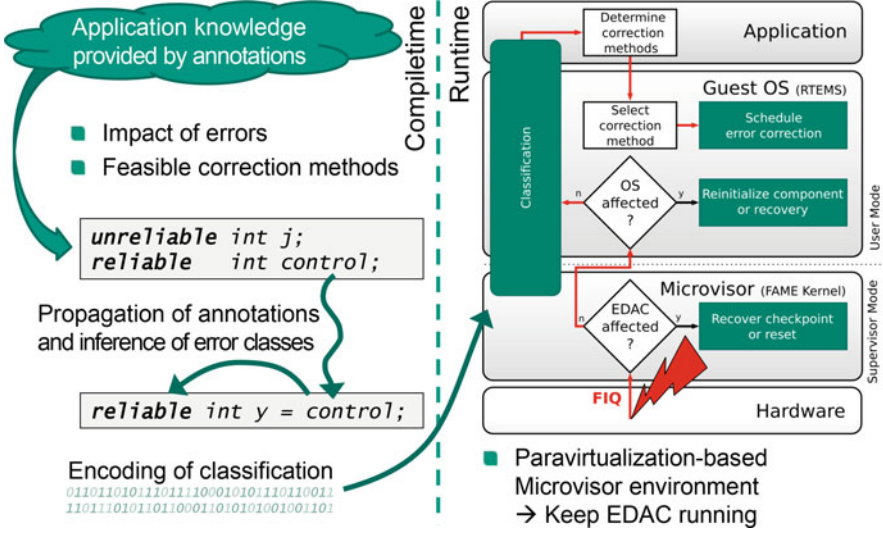 Application knowledge
provided by annotations
Impact of errors
Feasible correction methods
unreliable int j;
reliable int control;
Propagation of annotations
and inference of error classes
reliable int y = control;
Encoding of classification
Compiletime
Runtime
Determine
correction
methods
Application
Guest OS (RTEMS)
Select
correction
method
Schedule
error correction
Classification
n
OS
affected
?
y
Reinitialize component
or recovery
User Mode
Microvisor (FAME Kernel)
n
EDAC
affected
?
y
Recover checkpoint
or reset
Supervisor Mode
FIQ
Hardware
Paravirtualization-based
Microvisor environment
→ Keep EDAC running